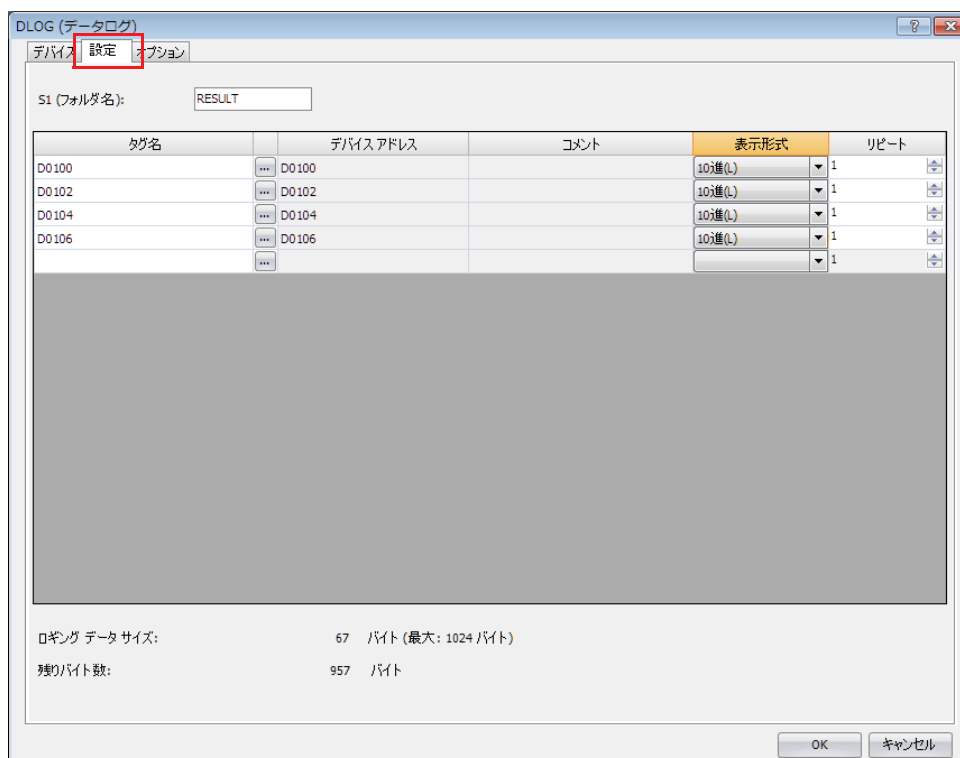 DLOG (データログ)
デバイス 設定 オプション
S1 (フォルダ名): RESULT
タグ名 デバイス アドレス コメント 表示形式 リピート
D0100 ... D0100 10進(L) 1
D0102 ... D0102 10進(L) 1
D0104 ... D0104 10進(L) 1
D0106 ... D0106 10進(L) 1
... 1
ロギング データ サイズ: 67 バイト (最大: 1024 バイト)
残りバイト数: 957 バイト
OK キャンセル